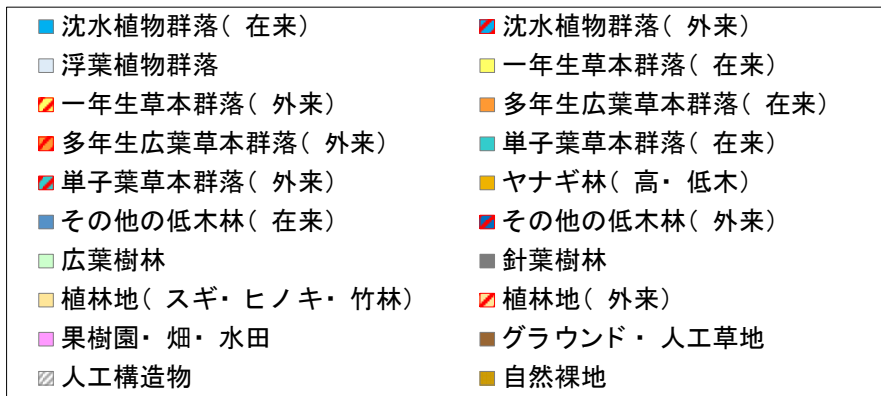 沈水植物群落( 在来) 沈水植物群落( 外来)
浮葉植物群落 一年生草本群落( 在来)
一年生草本群落( 外来) 多年生広葉草本群落( 在来)
多年生広葉草本群落( 外来) 単子葉草本群落( 在来)
単子葉草本群落( 外来) ヤナギ林( 高・ 低木)
その他の低木林( 在来) その他の低木林( 外来)
広葉樹林 針葉樹林
植林地( スギ・ ヒノキ・ 竹林) 植林地( 外来)
果樹園・ 畑・ 水田 グラウンド ・ 人工草地
人工構造物 自然裸地